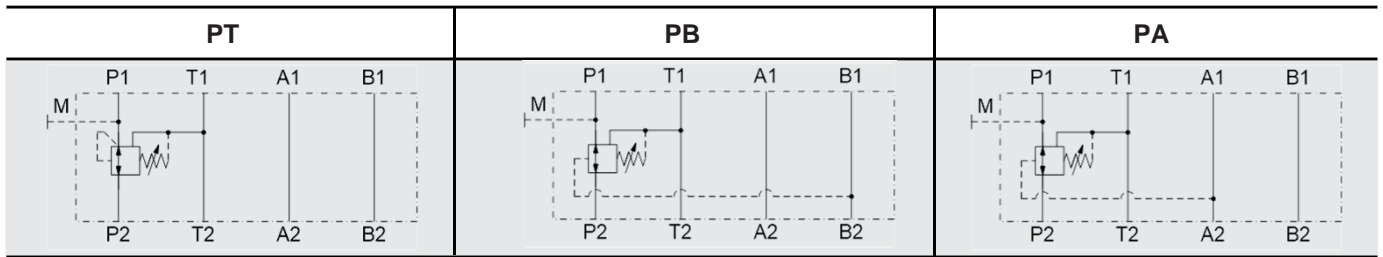 PT PB PA
P1 T1 A1 B1 P1 T1 A1 B1 P1 T1 A1 B1
M M M
P2 T2 A2 B2 P2 T2 A2 B2 P2 T2 A2 B2